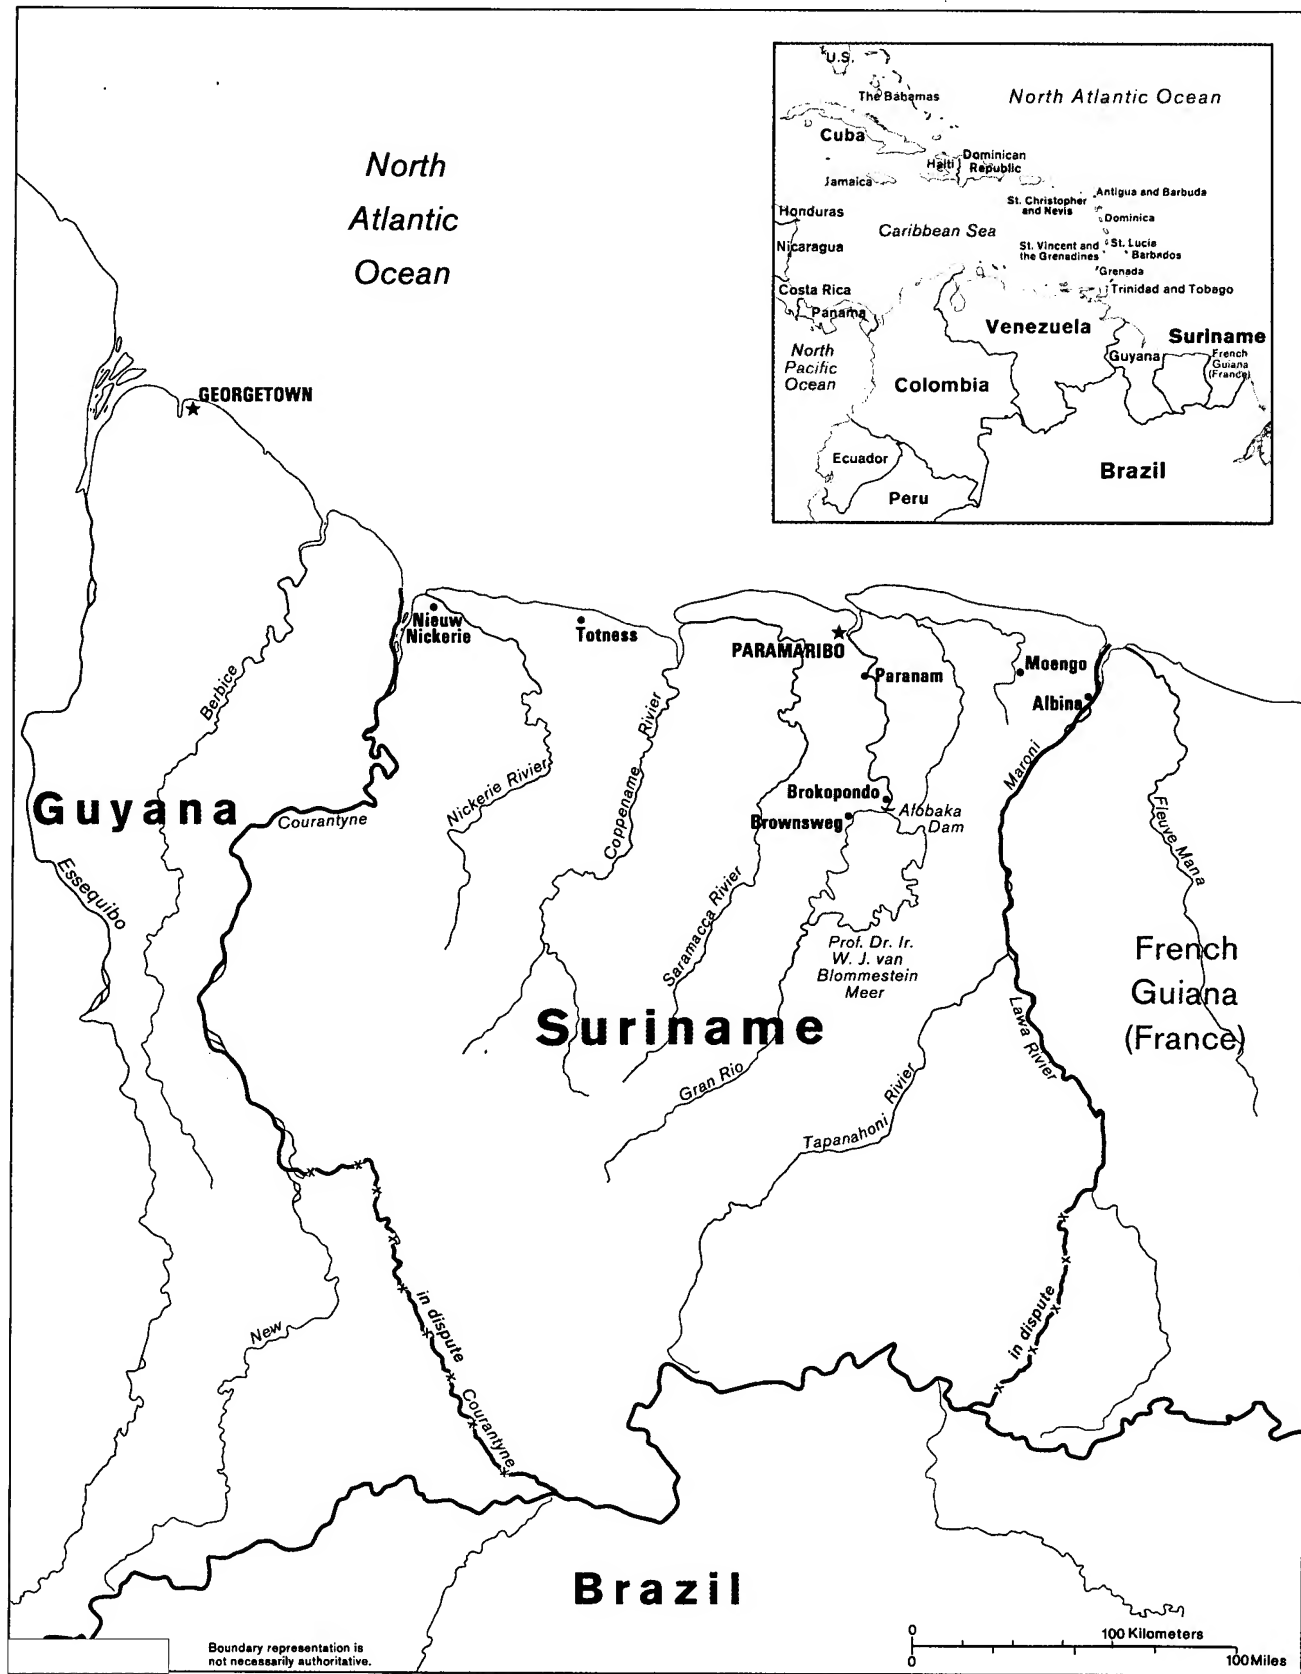 North
Atlantic
Ocean
GEORGETOWN
U.S.
The Bahamas
North Atlantic Ocean
Cuba
Haiti
Dominican
Republic
Jamaica
Antigua and Barbuda
St. Christopher
and Nevis
Honduras
Dominica
Caribbean Sea
Nicaragua
St. Vincent and
the Grenadines
St. Lucia
Barbados
Grenada
Costa Rica
Trinidad and Tobago
Panama
Venezuela
Suriname
North
Pacific
Ocean
Guyana
French
Guiana
(France)
Colombia
Ecuador
Brazil
Peru
Nieuw
Nickerie
Totness
PARAMARIBO
Paranam
Moengo
Albina
Berbice
Coppename Rivier
Nickerie Rivier
Maroni
Guyana
Courantyne
Brokopondo
Afobaka
Dam
Brownsweg
Fleuve Mana
Essequibo
Saramacca Rivier
Prof. Dr. Ir.
W. J. van
Blommestein
Meer
French
Guiana
(France)
Suriname
Lawa Rivier
Gran Rio
Tapanahoni Rivier
New
in dispute
Courantyne
in dispute
Brazil
Boundary representation is
not necessarily authoritative.
0 100 Kilometers
0 100 Miles